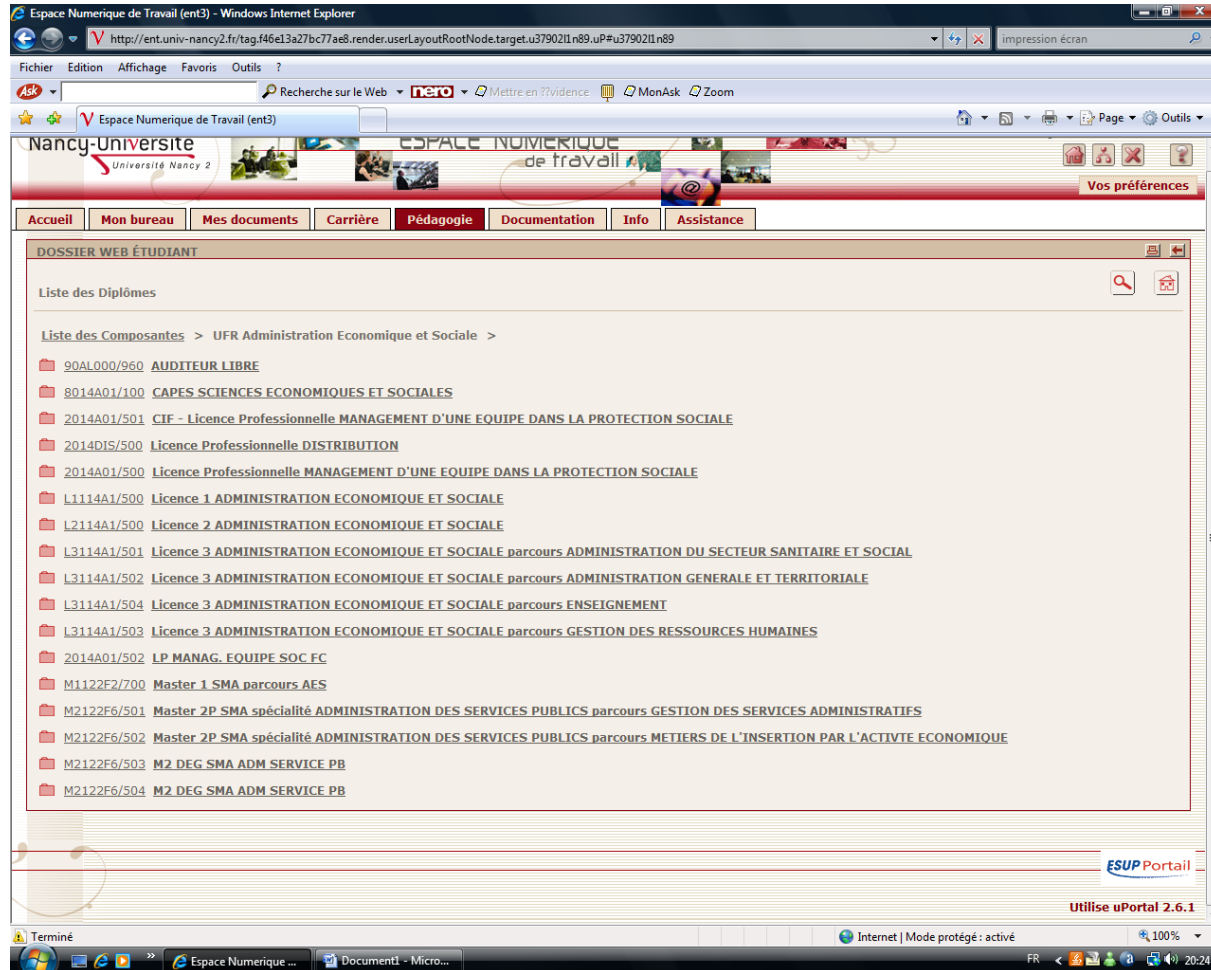 Espace Numerique de Travail (ent3) - Windows Internet Explorer
http://ent.univ-nancy2.fr/tag.f46e13a27bc77ae8.render.userLayoutRootNode.target.u37902l1n89.uP#u37902l1n89
impression écran
Fichier Edition Affichage Favoris Outils ?
Ask Recherche sur le Web nero Mettre en ??vidence MonAsk Zoom
Espace Numerique de Travail (ent3) Page Outils
Nancy-Université ESPACE NUMERIQUE
Université Nancy 2 de travail
@
Vos préférences
Accueil Mon bureau Mes documents Carrière Pédagogie Documentation Info Assistance
DOSSIER WEB ÉTUDIANT
Liste des Diplômes
Liste des Composantes > UFR Administration Economique et Sociale >
90AL000/960 AUDITEUR LIBRE
8014A01/100 CAPES SCIENCES ECONOMIQUES ET SOCIALES
2014A01/501 CIF - Licence Professionnelle MANAGEMENT D'UNE EQUIPE DANS LA PROTECTION SOCIALE
2014DIS/500 Licence Professionnelle DISTRIBUTION
2014A01/500 Licence Professionnelle MANAGEMENT D'UNE EQUIPE DANS LA PROTECTION SOCIALE
L1114A1/500 Licence 1 ADMINISTRATION ECONOMIQUE ET SOCIALE
L2114A1/500 Licence 2 ADMINISTRATION ECONOMIQUE ET SOCIALE
L3114A1/501 Licence 3 ADMINISTRATION ECONOMIQUE ET SOCIALE parcours ADMINISTRATION DU SECTEUR SANITAIRE ET SOCIAL
L3114A1/502 Licence 3 ADMINISTRATION ECONOMIQUE ET SOCIALE parcours ADMINISTRATION GENERALE ET TERRITORIALE
L3114A1/504 Licence 3 ADMINISTRATION ECONOMIQUE ET SOCIALE parcours ENSEIGNEMENT
L3114A1/503 Licence 3 ADMINISTRATION ECONOMIQUE ET SOCIALE parcours GESTION DES RESSOURCES HUMAINES
2014A01/502 LP MANAG. EQUIPE SOC FC
M1122F2/700 Master 1 SMA parcours AES
M2122F6/501 Master 2P SMA spécialité ADMINISTRATION DES SERVICES PUBLICS parcours GESTION DES SERVICES ADMINISTRATIFS
M2122F6/502 Master 2P SMA spécialité ADMINISTRATION DES SERVICES PUBLICS parcours METIERS DE L'INSERTION PAR L'ACTIVTE ECONOMIQUE
M2122F6/503 M2 DEG SMA ADM SERVICE PB
M2122F6/504 M2 DEG SMA ADM SERVICE PB
ESUP Portail
Utilise uPortal 2.6.1
Terminé Internet | Mode protégé : activé 100%
Espace Numerique ... Document1 - Micro... FR 20:24